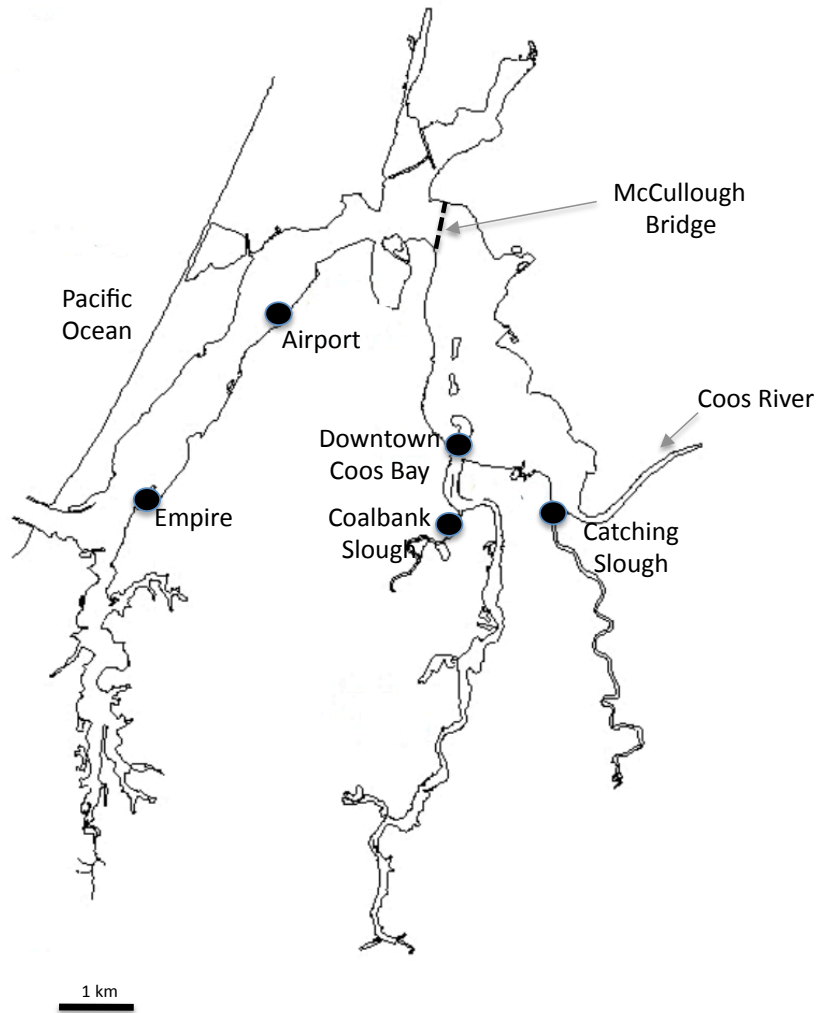 McCullough
Bridge
Pacific
Ocean
Airport
Coos River
Downtown
Coos Bay
Empire
Coalbank
Slough
Catching
Slough
1 km